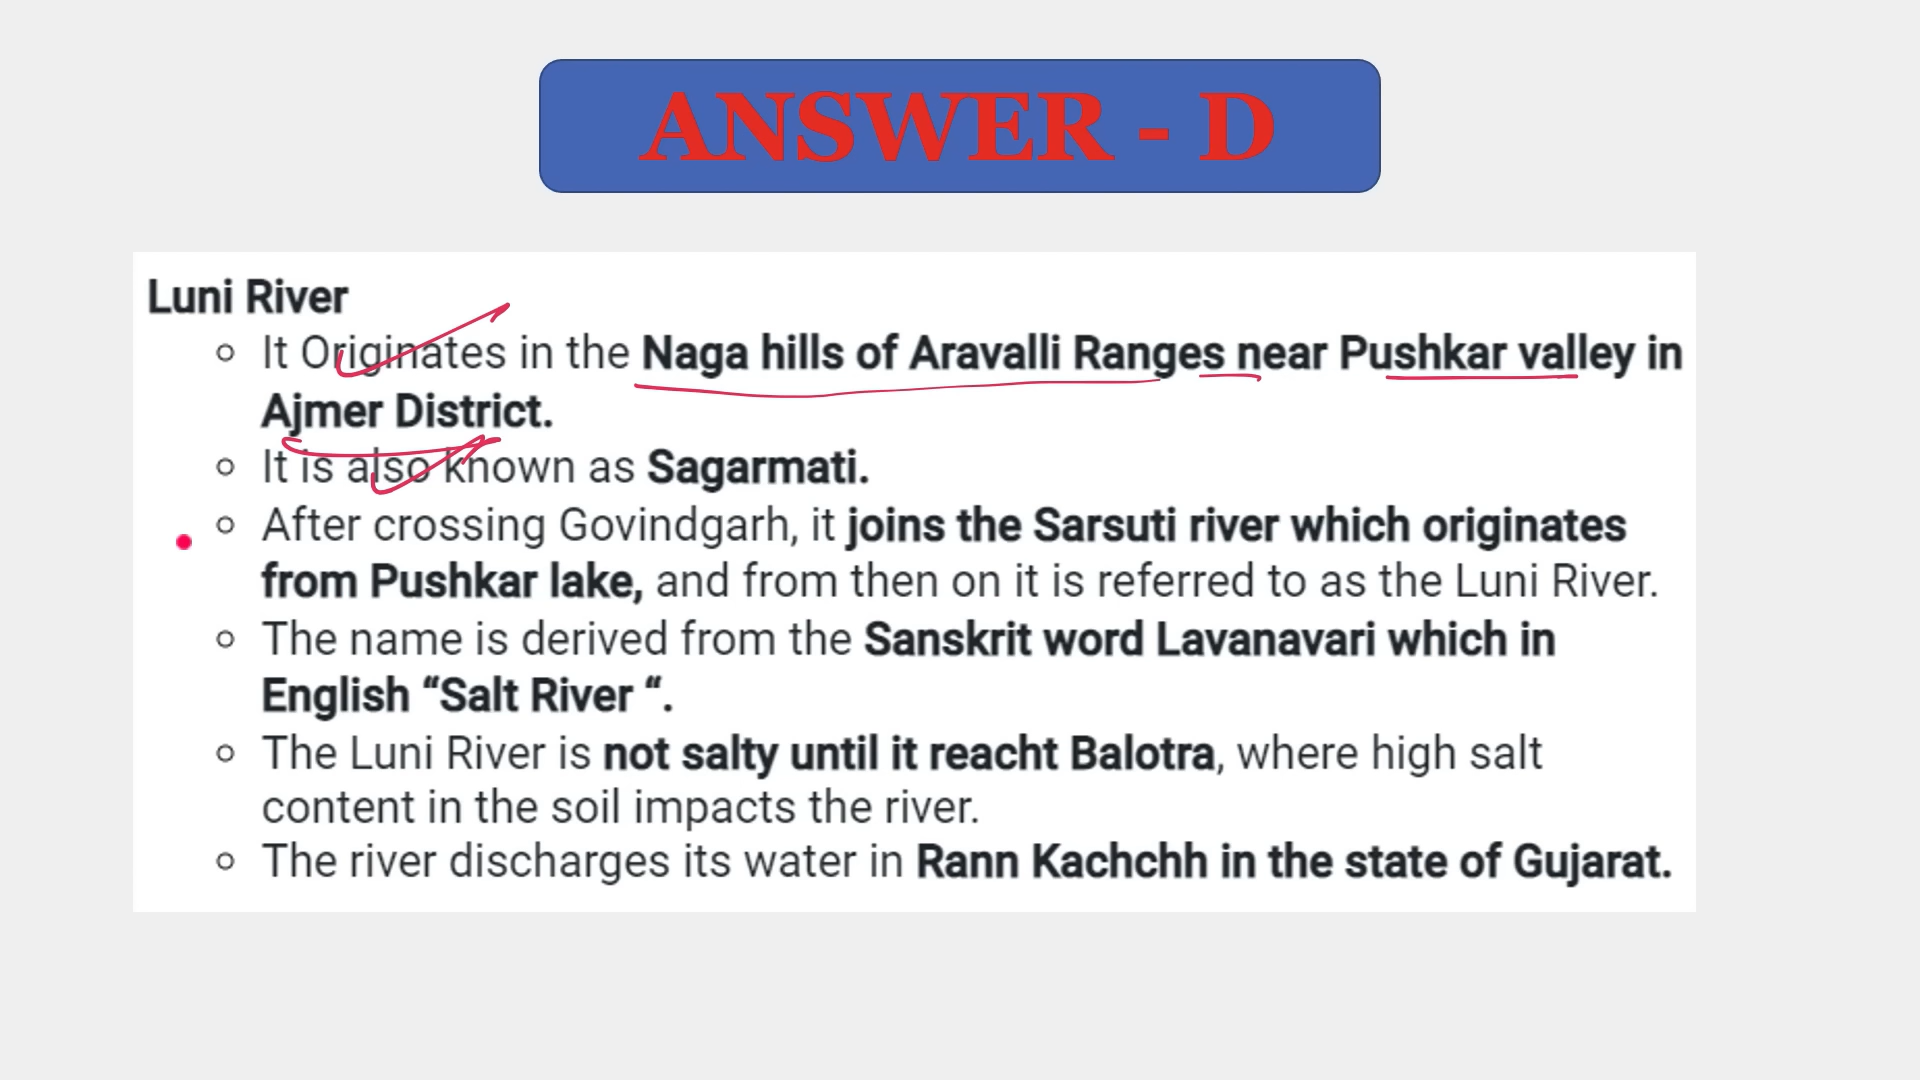 ANSWER - D
Luni River
It Originates in the Naga hills of Aravalli Ranges near Pushkar valley in
Ajmer District.
It is also known as Sagarmati.
After crossing Govindgarh, it joins the Sarsuti river which originates
from Pushkar lake, and from then on it is referred to as the Luni River.
The name is derived from the Sanskrit word Lavanavari which in
English “Salt River “.
The Luni River is not salty until it reacht Balotra, where high salt
content in the soil impacts the river.
The river discharges its water in Rann Kachchh in the state of Gujarat.